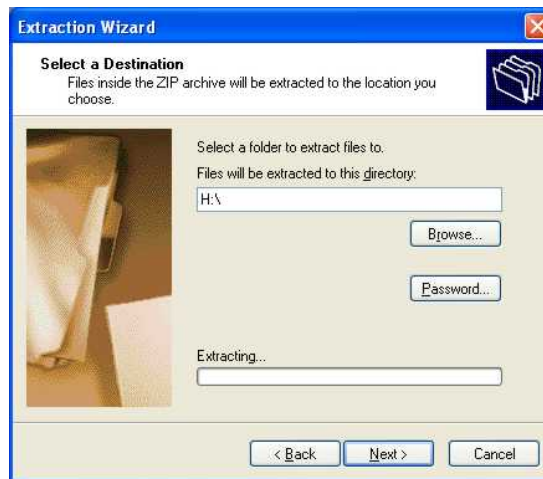 Extraction Wizard
Select a Destination
Files inside the ZIP archive will be extracted to the location you
choose.
Select a folder to extract files to.
Files will be extracted to this directory:
H:\
Browse...
Password...
Extracting...
< Back
Next >
Cancel